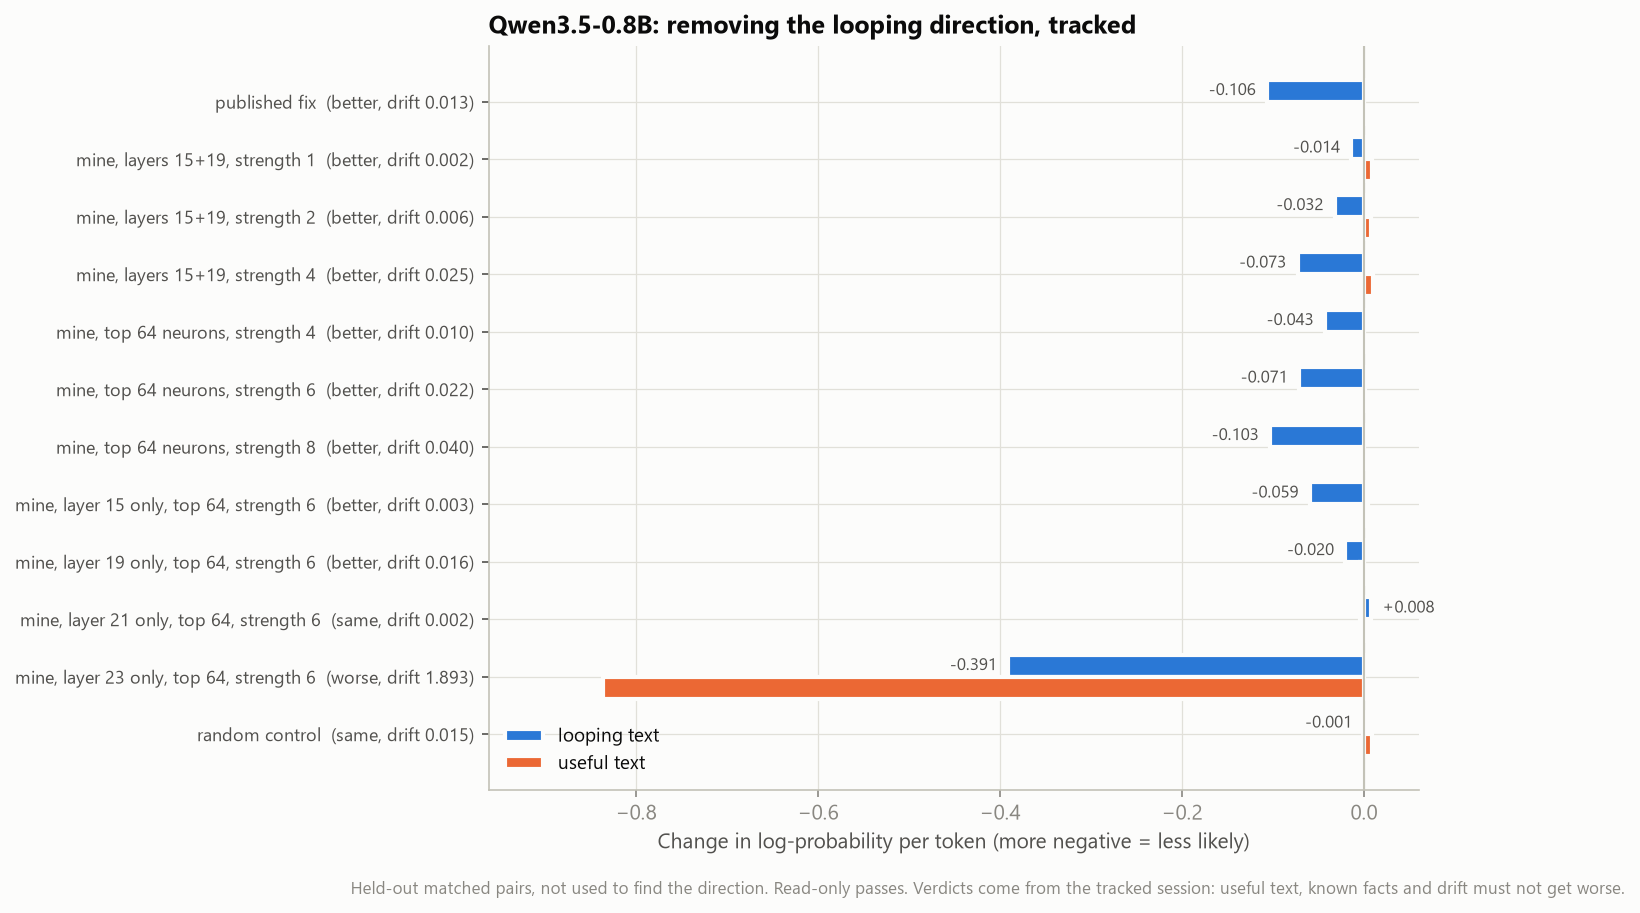 Qwen3.5-0.8B: removing the looping direction, tracked
published fix (better, drift 0.013)
-0.106
mine, layers 15+19, strength 1 (better, drift 0.002)
-0.014
mine, layers 15+19, strength 2 (better, drift 0.006)
-0.032
mine, layers 15+19, strength 4 (better, drift 0.025)
-0.073
mine, top 64 neurons, strength 4 (better, drift 0.010)
-0.043
mine, top 64 neurons, strength 6 (better, drift 0.022)
-0.071
mine, top 64 neurons, strength 8 (better, drift 0.040)
-0.103
mine, layer 15 only, top 64, strength 6 (better, drift 0.003)
-0.059
mine, layer 19 only, top 64, strength 6 (better, drift 0.016)
-0.020
mine, layer 21 only, top 64, strength 6 (same, drift 0.002)
+0.008
mine, layer 23 only, top 64, strength 6 (worse, drift 1.893)
-0.391
random control (same, drift 0.015)
-0.001
looping text
useful text
−0.8 −0.6 −0.4 −0.2 0.0
Change in log-probability per token (more negative = less likely)
Held-out matched pairs, not used to find the direction. Read-only passes. Verdicts come from the tracked session: useful text, known facts and drift must not get worse.